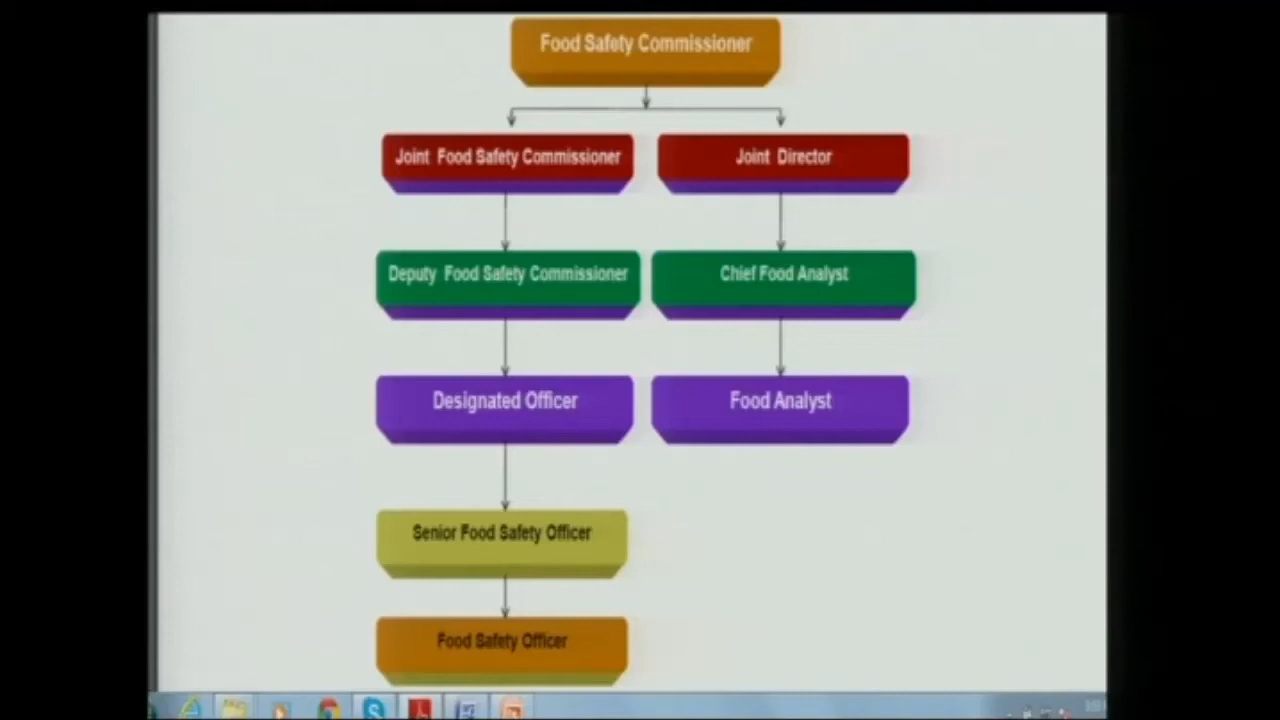 Food Safety Commissioner
Joint Food Safety Commissioner
Joint Director
Deputy Food Safety Commissioner
Chief Food Analyst
Designated Officer
Food Analyst
Senior Food Safety Officer
Food Safety Officer